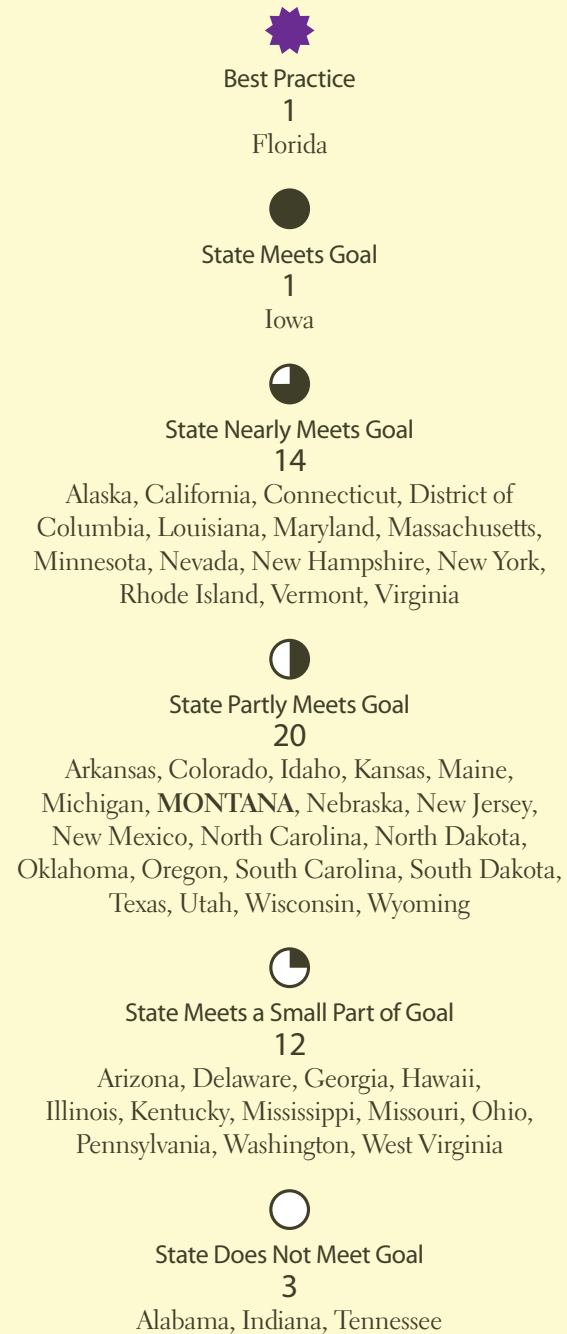 Best Practice
1
Florida
State Meets Goal
1
Iowa
State Nearly Meets Goal
14
Alaska, California, Connecticut, District of
Columbia, Louisiana, Maryland, Massachusetts,
Minnesota, Nevada, New Hampshire, New York,
Rhode Island, Vermont, Virginia
State Partly Meets Goal
20
Arkansas, Colorado, Idaho, Kansas, Maine,
Michigan, MONTANA, Nebraska, New Jersey,
New Mexico, North Carolina, North Dakota,
Oklahoma, Oregon, South Carolina, South Dakota,
Texas, Utah, Wisconsin, Wyoming
State Meets a Small Part of Goal
12
Arizona, Delaware, Georgia, Hawaii,
Illinois, Kentucky, Mississippi, Missouri, Ohio,
Pennsylvania, Washington, West Virginia
State Does Not Meet Goal
3
Alabama, Indiana, Tennessee